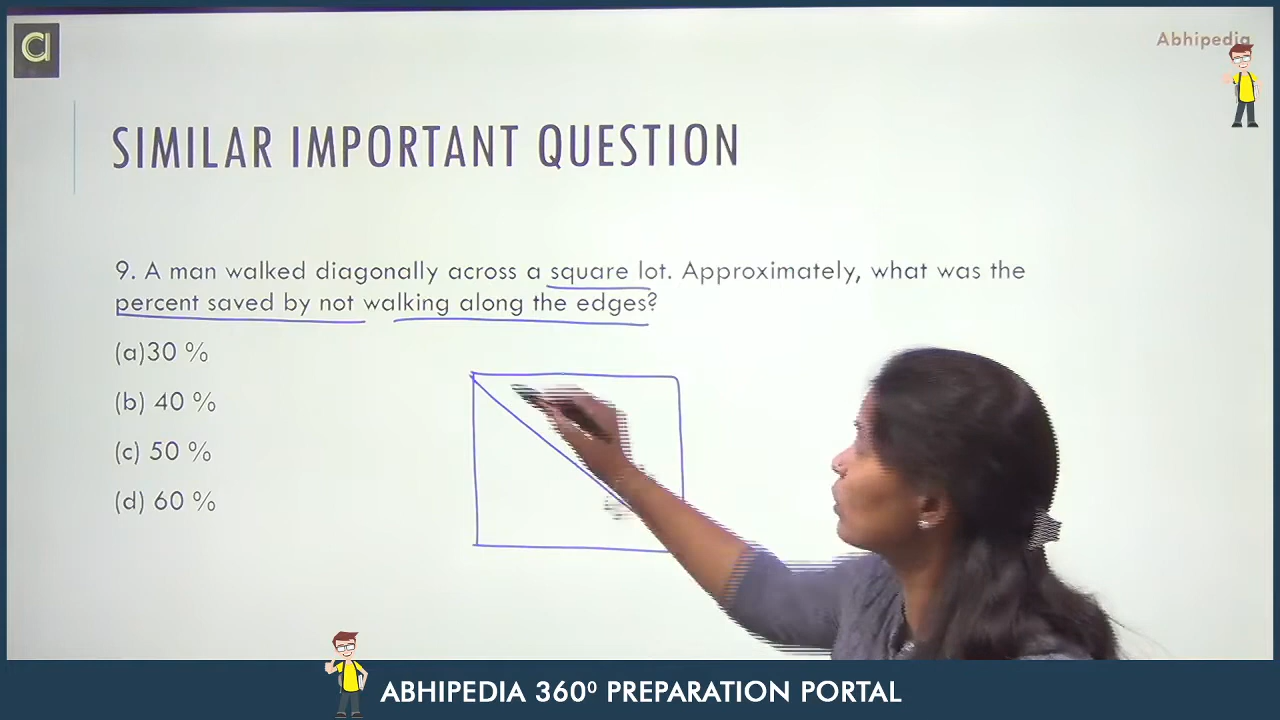 Abhipedia
SIMILAR IMPORTANT QUESTION
9. A man walked diagonally across a square lot. Approximately, what was the
percent saved by not walking along the edges?
(a)30 %
(b) 40 %
(c) 50 %
(d) 60 %
ABHIPEDIA 360⁰ PREPARATION PORTAL